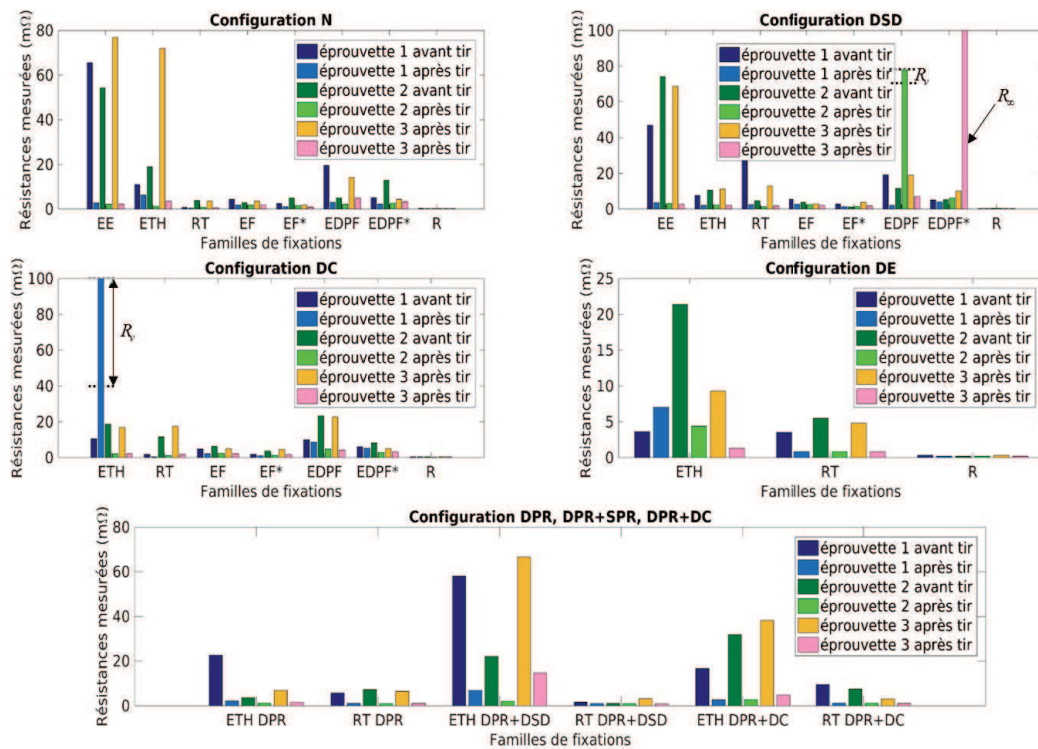 Configuration N
Résistances mesurées (mΩ)
80
60
40
20
0
éprouvette 1 avant tir
éprouvette 1 après tir
éprouvette 2 avant tir
éprouvette 2 après tir
éprouvette 3 après tir
éprouvette 3 après tir
EE ETH RT EF EF* EDPF EDPF* R
Familles de fixations
Configuration DSD
Résistances mesurées (mΩ)
100
80
60
40
20
0
éprouvette 1 avant tir
éprouvette 1 après tir
éprouvette 2 avant tir
éprouvette 2 après tir
éprouvette 3 après tir
éprouvette 3 après tir
Rv
R∞
EE ETH RT EF EF* EDPF EDPF* R
Familles de fixations
Configuration DC
Résistances mesurées (mΩ)
100
80
60
40
20
0
Rv
éprouvette 1 avant tir
éprouvette 1 après tir
éprouvette 2 avant tir
éprouvette 2 après tir
éprouvette 3 après tir
éprouvette 3 après tir
ETH RT EF EF* EDPF EDPF* R
Familles de fixations
Configuration DE
Résistances mesurées (mΩ)
25
20
15
10
5
0
éprouvette 1 avant tir
éprouvette 1 après tir
éprouvette 2 avant tir
éprouvette 2 après tir
éprouvette 3 après tir
éprouvette 3 après tir
ETH RT R
Familles de fixations
Configuration DPR, DPR+SPR, DPR+DC
Résistances mesurées (mΩ)
80
60
40
20
0
éprouvette 1 avant tir
éprouvette 1 après tir
éprouvette 2 avant tir
éprouvette 2 après tir
éprouvette 3 après tir
éprouvette 3 après tir
ETH DPR RT DPR ETH DPR+DSD RT DPR+DSD ETH DPR+DC RT DPR+DC
Familles de fixations